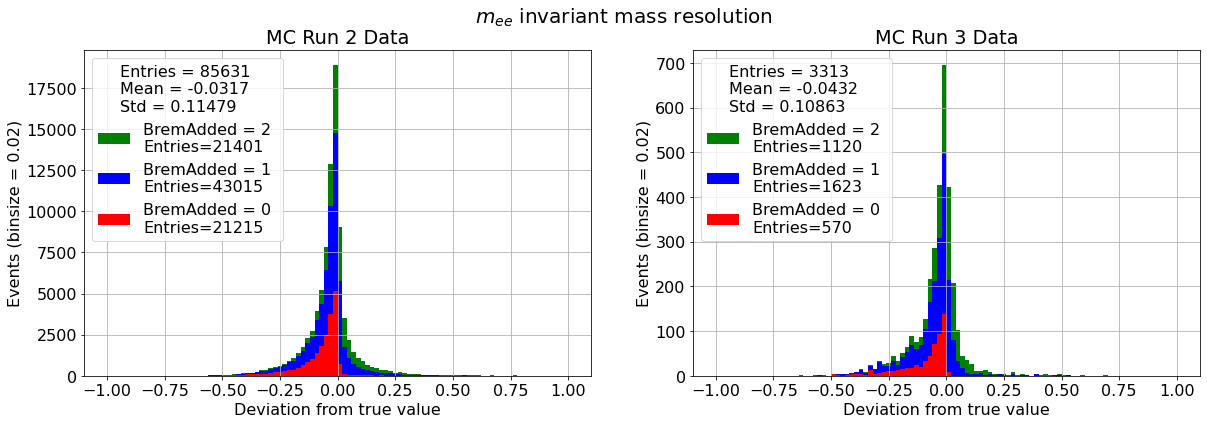 m_ee invariant mass resolution
MC Run 2 Data
Events (binsize = 0.02)
17500
15000
12500
10000
7500
5000
2500
0
Entries = 85631
Mean = -0.0317
Std = 0.11479
BremAdded = 2
Entries=21401
BremAdded = 1
Entries=43015
BremAdded = 0
Entries=21215
−1.00 −0.75 −0.50 −0.25 0.00 0.25 0.50 0.75 1.00
Deviation from true value
MC Run 3 Data
Events (binsize = 0.02)
700
600
500
400
300
200
100
0
Entries = 3313
Mean = -0.0432
Std = 0.10863
BremAdded = 2
Entries=1120
BremAdded = 1
Entries=1623
BremAdded = 0
Entries=570
−1.00 −0.75 −0.50 −0.25 0.00 0.25 0.50 0.75 1.00
Deviation from true value